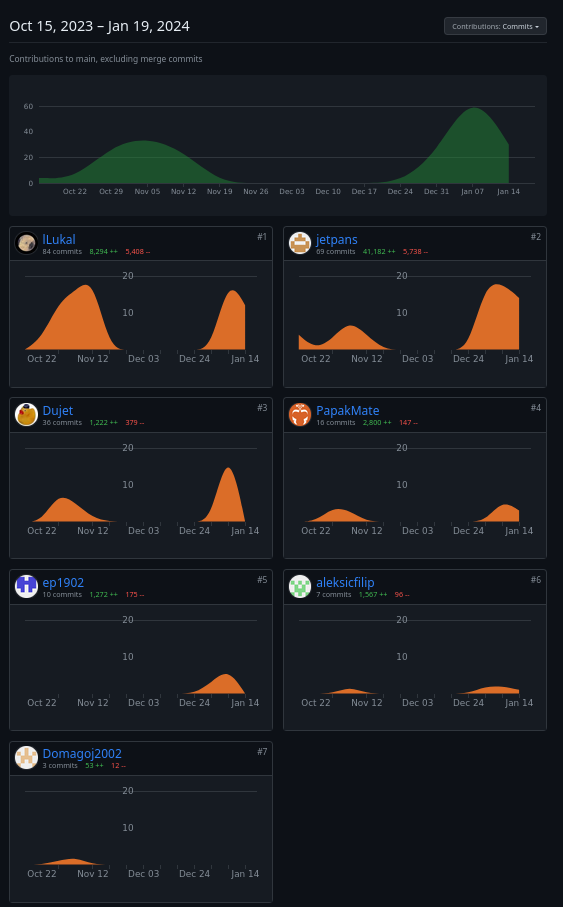 Oct 15, 2023 – Jan 19, 2024
Contributions: Commits
Contributions to main, excluding merge commits
60
40
20
0
Oct 22 Oct 29 Nov 05 Nov 12 Nov 19 Nov 26 Dec 03 Dec 10 Dec 17 Dec 24 Dec 31 Jan 07 Jan 14
lLukal #1
84 commits 8,294 ++ 5,408 --
20
10
Oct 22 Nov 12 Dec 03 Dec 24 Jan 14
jetpans #2
69 commits 41,182 ++ 5,738 --
20
10
Oct 22 Nov 12 Dec 03 Dec 24 Jan 14
Dujet #3
36 commits 1,222 ++ 379 --
20
10
Oct 22 Nov 12 Dec 03 Dec 24 Jan 14
PapakMate #4
16 commits 2,800 ++ 147 --
20
10
Oct 22 Nov 12 Dec 03 Dec 24 Jan 14
ep1902 #5
10 commits 1,272 ++ 175 --
20
10
Oct 22 Nov 12 Dec 03 Dec 24 Jan 14
aleksicfilip #6
7 commits 1,567 ++ 96 --
20
10
Oct 22 Nov 12 Dec 03 Dec 24 Jan 14
Domagoj2002 #7
3 commits 53 ++ 12 --
20
10
Oct 22 Nov 12 Dec 03 Dec 24 Jan 14